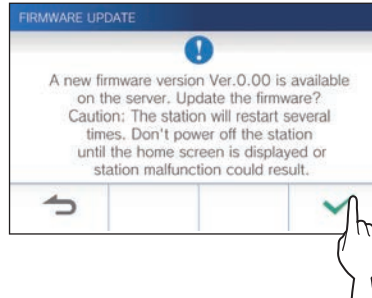 FIRMWARE UPDATE
A new firmware version Ver.0.00 is available
on the server. Update the firmware?
Caution: The station will restart several
times. Don't power off the station
until the home screen is displayed or
station malfunction could result.